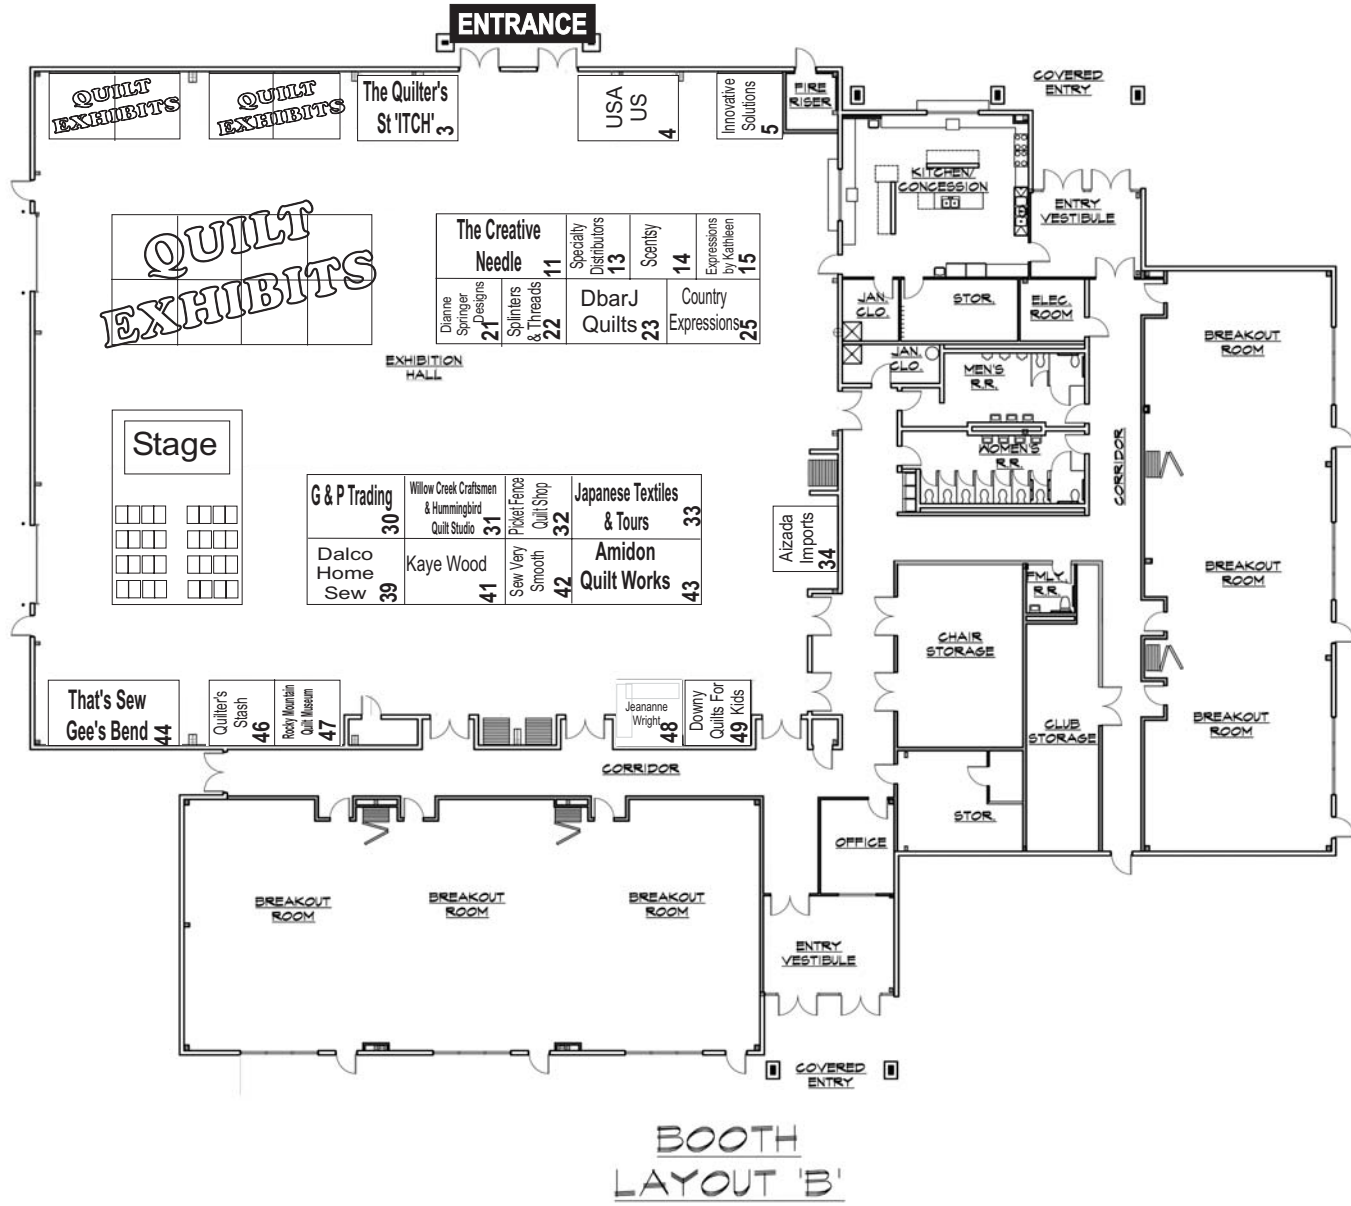 ENTRANCE
QUILT
EXHIBITS
QUILT
EXHIBITS
The Quilter's
St 'ITCH' 3
USA
US
4
Innovative
Solutions
5
FIRE
RISER
COVERED
ENTRY
KITCHEN/
CONCESSION
ENTRY
VESTIBULE
QUILT
EXHIBITS
The Creative
Needle 11
Specialty
Distributors
13
Scentsy
14
Expressions
by Kathleen
15
Dianne
Springer
Designs
21
Splinters
& Threads
22
DbarJ
Quilts 23
Country
Expressions 25
EXHIBITION
HALL
JAN.
CLO.
STOR.
ELEC.
ROOM
JAN.
CLO.
MEN'S
R.R.
WOMEN'S
R.R.
CORRIDOR
BREAKOUT
ROOM
Stage
G & P Trading
30
Willow Creek Craftsmen
& Hummingbird
Quilt Studio 31
Picket Fence
Quilt Shop
32
Japanese Textiles
& Tours 33
Dalco
Home
Sew 39
Kaye Wood
41
Sew Very
Smooth
42
Amidon
Quilt Works 43
Aizada
Imports
34
BREAKOUT
ROOM
FMLY.
R.R.
CHAIR
STORAGE
CLUB
STORAGE
BREAKOUT
ROOM
That's Sew
Gee's Bend 44
Quilter's
Stash
46
Rocky Mountain
Quilt Museum
47
Jeananne
Wright
48
Downy
Quilts For
Kids
49
CORRIDOR
STOR.
OFFICE
BREAKOUT
ROOM
BREAKOUT
ROOM
BREAKOUT
ROOM
ENTRY
VESTIBULE
COVERED
ENTRY
BOOTH
LAYOUT 'B'